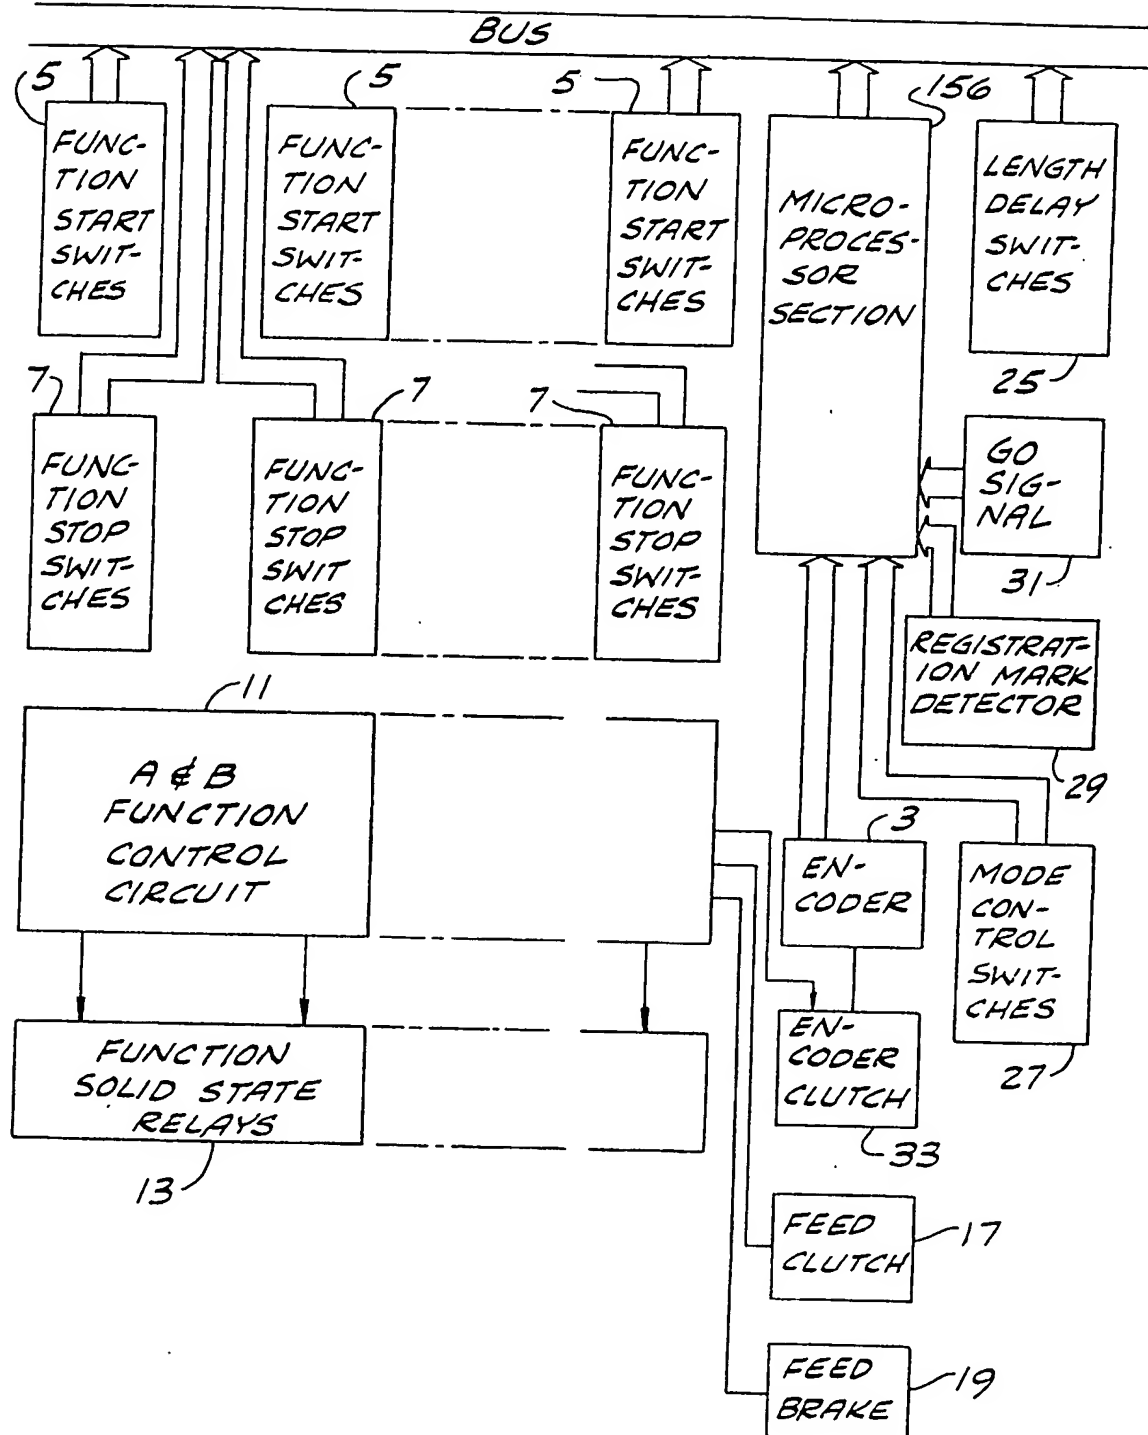 BUS
5
FUNC-
TION
START
SWIT-
CHES
5
FUNC-
TION
START
SWIT-
CHES
5
FUNC-
TION
START
SWIT-
CHES
156
MICRO-
PROCES-
SOR
SECTION
LENGTH
DELAY
SWIT-
CHES
25
7
FUNC-
TION
STOP
SWIT-
CHES
7
FUNC-
TION
STOP
SWIT
CHES
7
FUNC-
TION
STOP
SWIT-
CHES
GO
SIG-
NAL
31
REGISTRAT-
ION MARK
DETECTOR
29
11
A & B
FUNCTION
CONTROL
CIRCUIT
3
EN-
CODER
MODE
CON-
TROL
SWIT-
CHES
27
FUNCTION
SOLID STATE
RELAYS
13
EN-
CODER
CLUTCH
33
FEED
CLUTCH
17
FEED
BRAKE
19